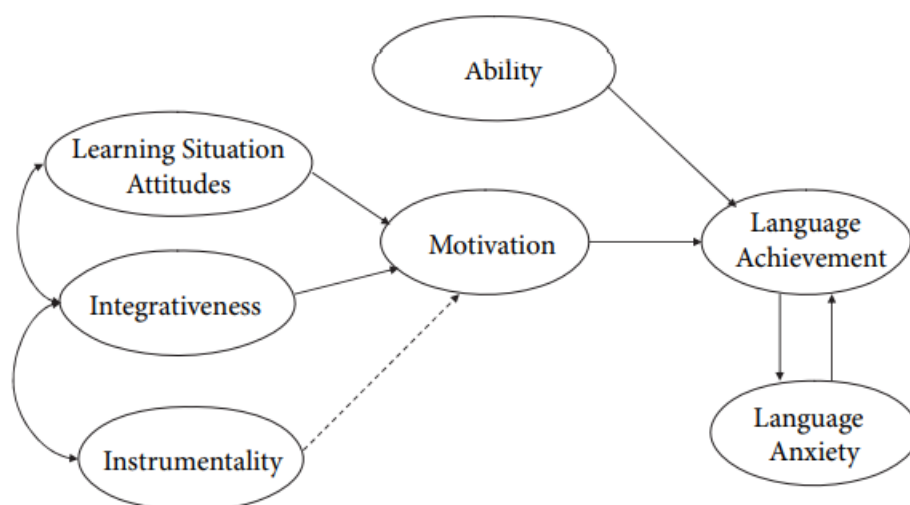 Ability
Learning Situation
Attitudes
Motivation
Language
Achievement
Integrativeness
Instrumentality
Language
Anxiety